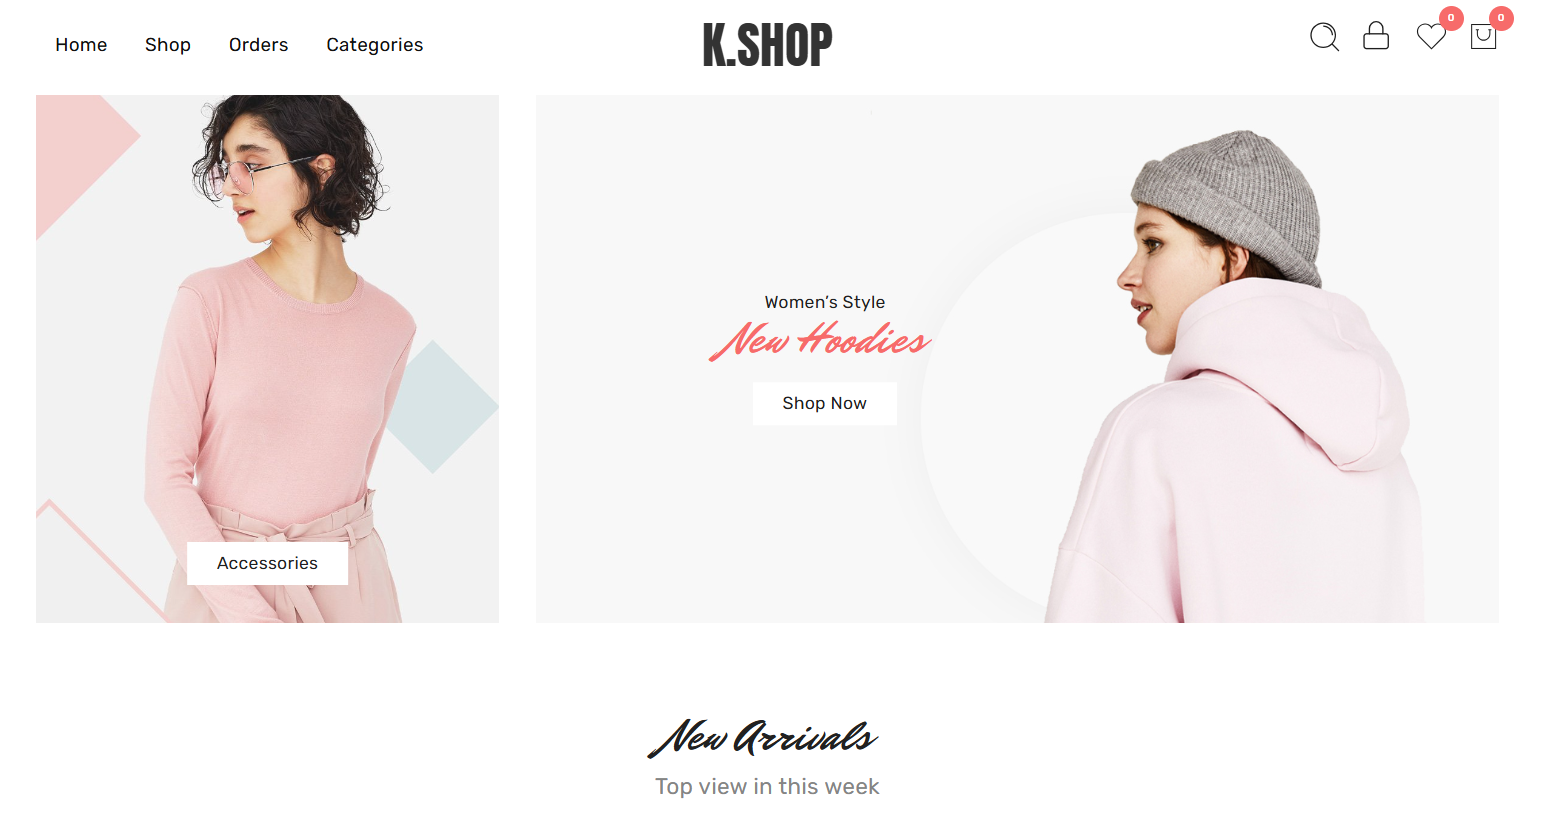 Home Shop Orders Categories
K.SHOP
0 0
Accessories
Women's Style
New Hoodies
Shop Now
New Arrivals
Top view in this week